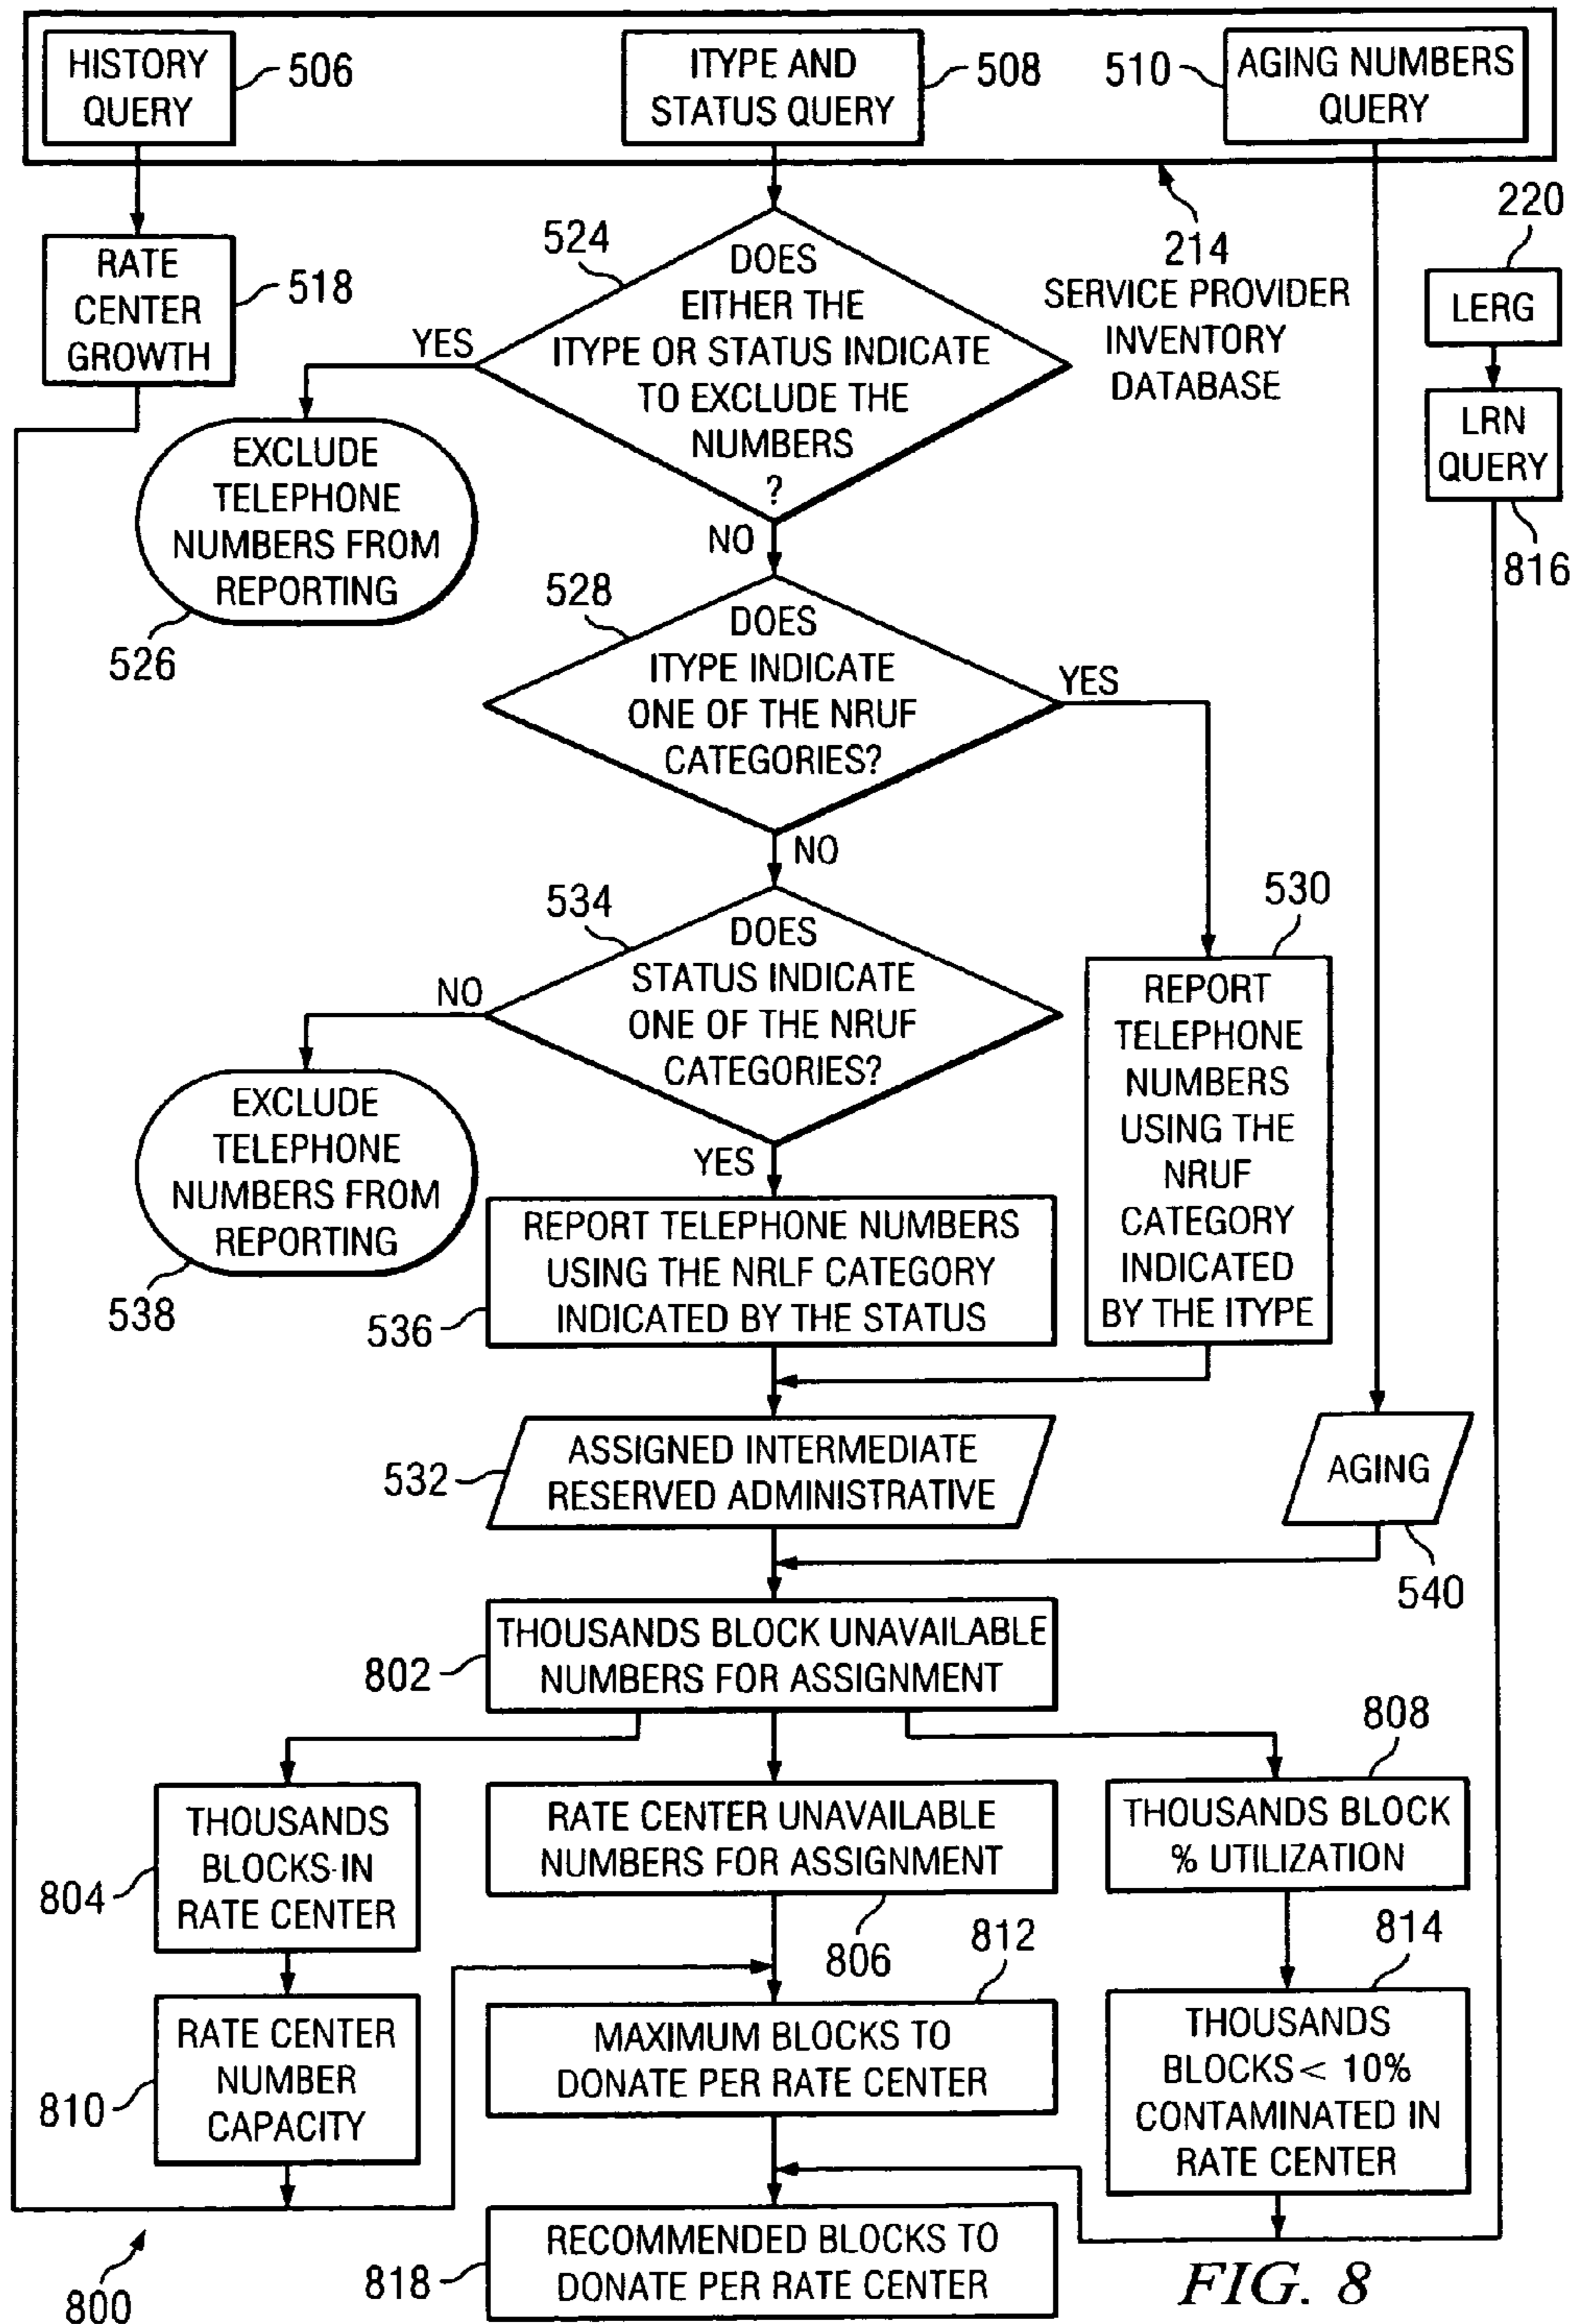 HISTORY
QUERY
506
ITYPE AND
STATUS QUERY
508
510
AGING NUMBERS
QUERY
RATE
CENTER
GROWTH
518
524
DOES
EITHER THE
ITYPE OR STATUS INDICATE
TO EXCLUDE THE
NUMBERS
?
YES
NO
214
SERVICE PROVIDER
INVENTORY
DATABASE
220
LERG
LRN
QUERY
816
EXCLUDE
TELEPHONE
NUMBERS FROM
REPORTING
526
528
DOES
ITYPE INDICATE
ONE OF THE NRUF
CATEGORIES?
YES
NO
534
DOES
STATUS INDICATE
ONE OF THE NRUF
CATEGORIES?
NO
YES
530
REPORT
TELEPHONE
NUMBERS
USING THE
NRUF
CATEGORY
INDICATED
BY THE ITYPE
EXCLUDE
TELEPHONE
NUMBERS FROM
REPORTING
538
REPORT TELEPHONE NUMBERS
USING THE NRLF CATEGORY
INDICATED BY THE STATUS
536
532
ASSIGNED INTERMEDIATE
RESERVED ADMINISTRATIVE
AGING
540
THOUSANDS BLOCK UNAVAILABLE
NUMBERS FOR ASSIGNMENT
802
THOUSANDS
BLOCKS-IN
RATE CENTER
804
RATE CENTER UNAVAILABLE
NUMBERS FOR ASSIGNMENT
806
808
THOUSANDS BLOCK
% UTILIZATION
RATE CENTER
NUMBER
CAPACITY
810
812
MAXIMUM BLOCKS TO
DONATE PER RATE CENTER
814
THOUSANDS
BLOCKS < 10%
CONTAMINATED IN
RATE CENTER
RECOMMENDED BLOCKS TO
DONATE PER RATE CENTER
818
800
FIG. 8